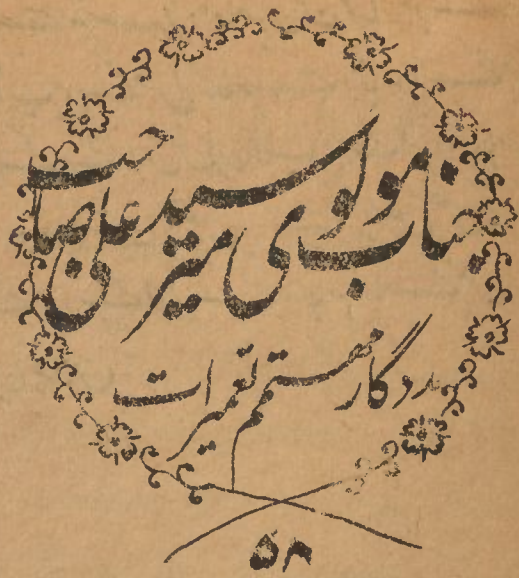 جناب مولوی میر سید علی صاحب
مددگار مہتمم تعمیرات
۵۸